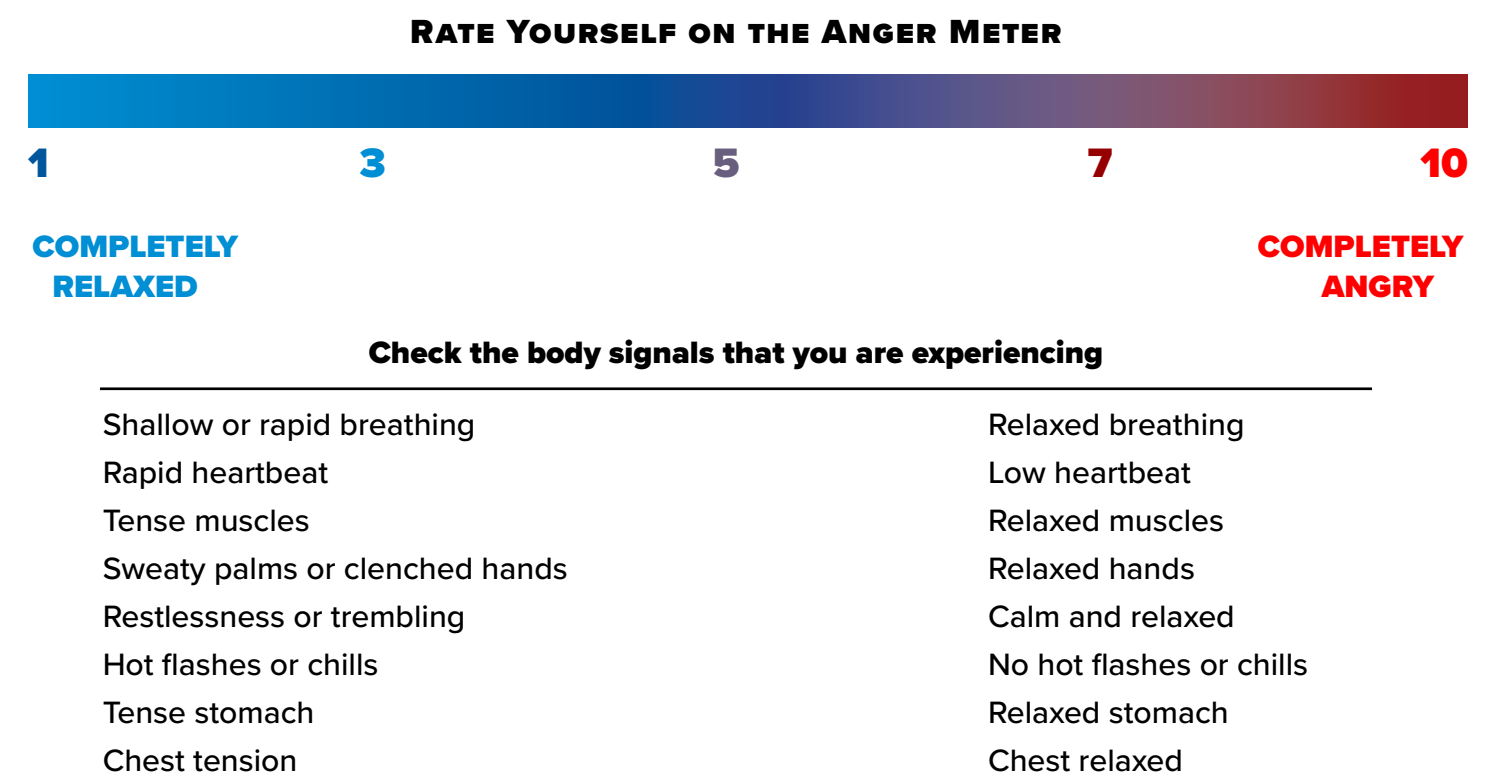 RATE YOURSELF ON THE ANGER METER
1 3 5 7 10
COMPLETELY RELAXED
COMPLETELY ANGRY
Check the body signals that you are experiencing
Shallow or rapid breathing Relaxed breathing
Rapid heartbeat Low heartbeat
Tense muscles Relaxed muscles
Sweaty palms or clenched hands Relaxed hands
Restlessness or trembling Calm and relaxed
Hot flashes or chills No hot flashes or chills
Tense stomach Relaxed stomach
Chest tension Chest relaxed